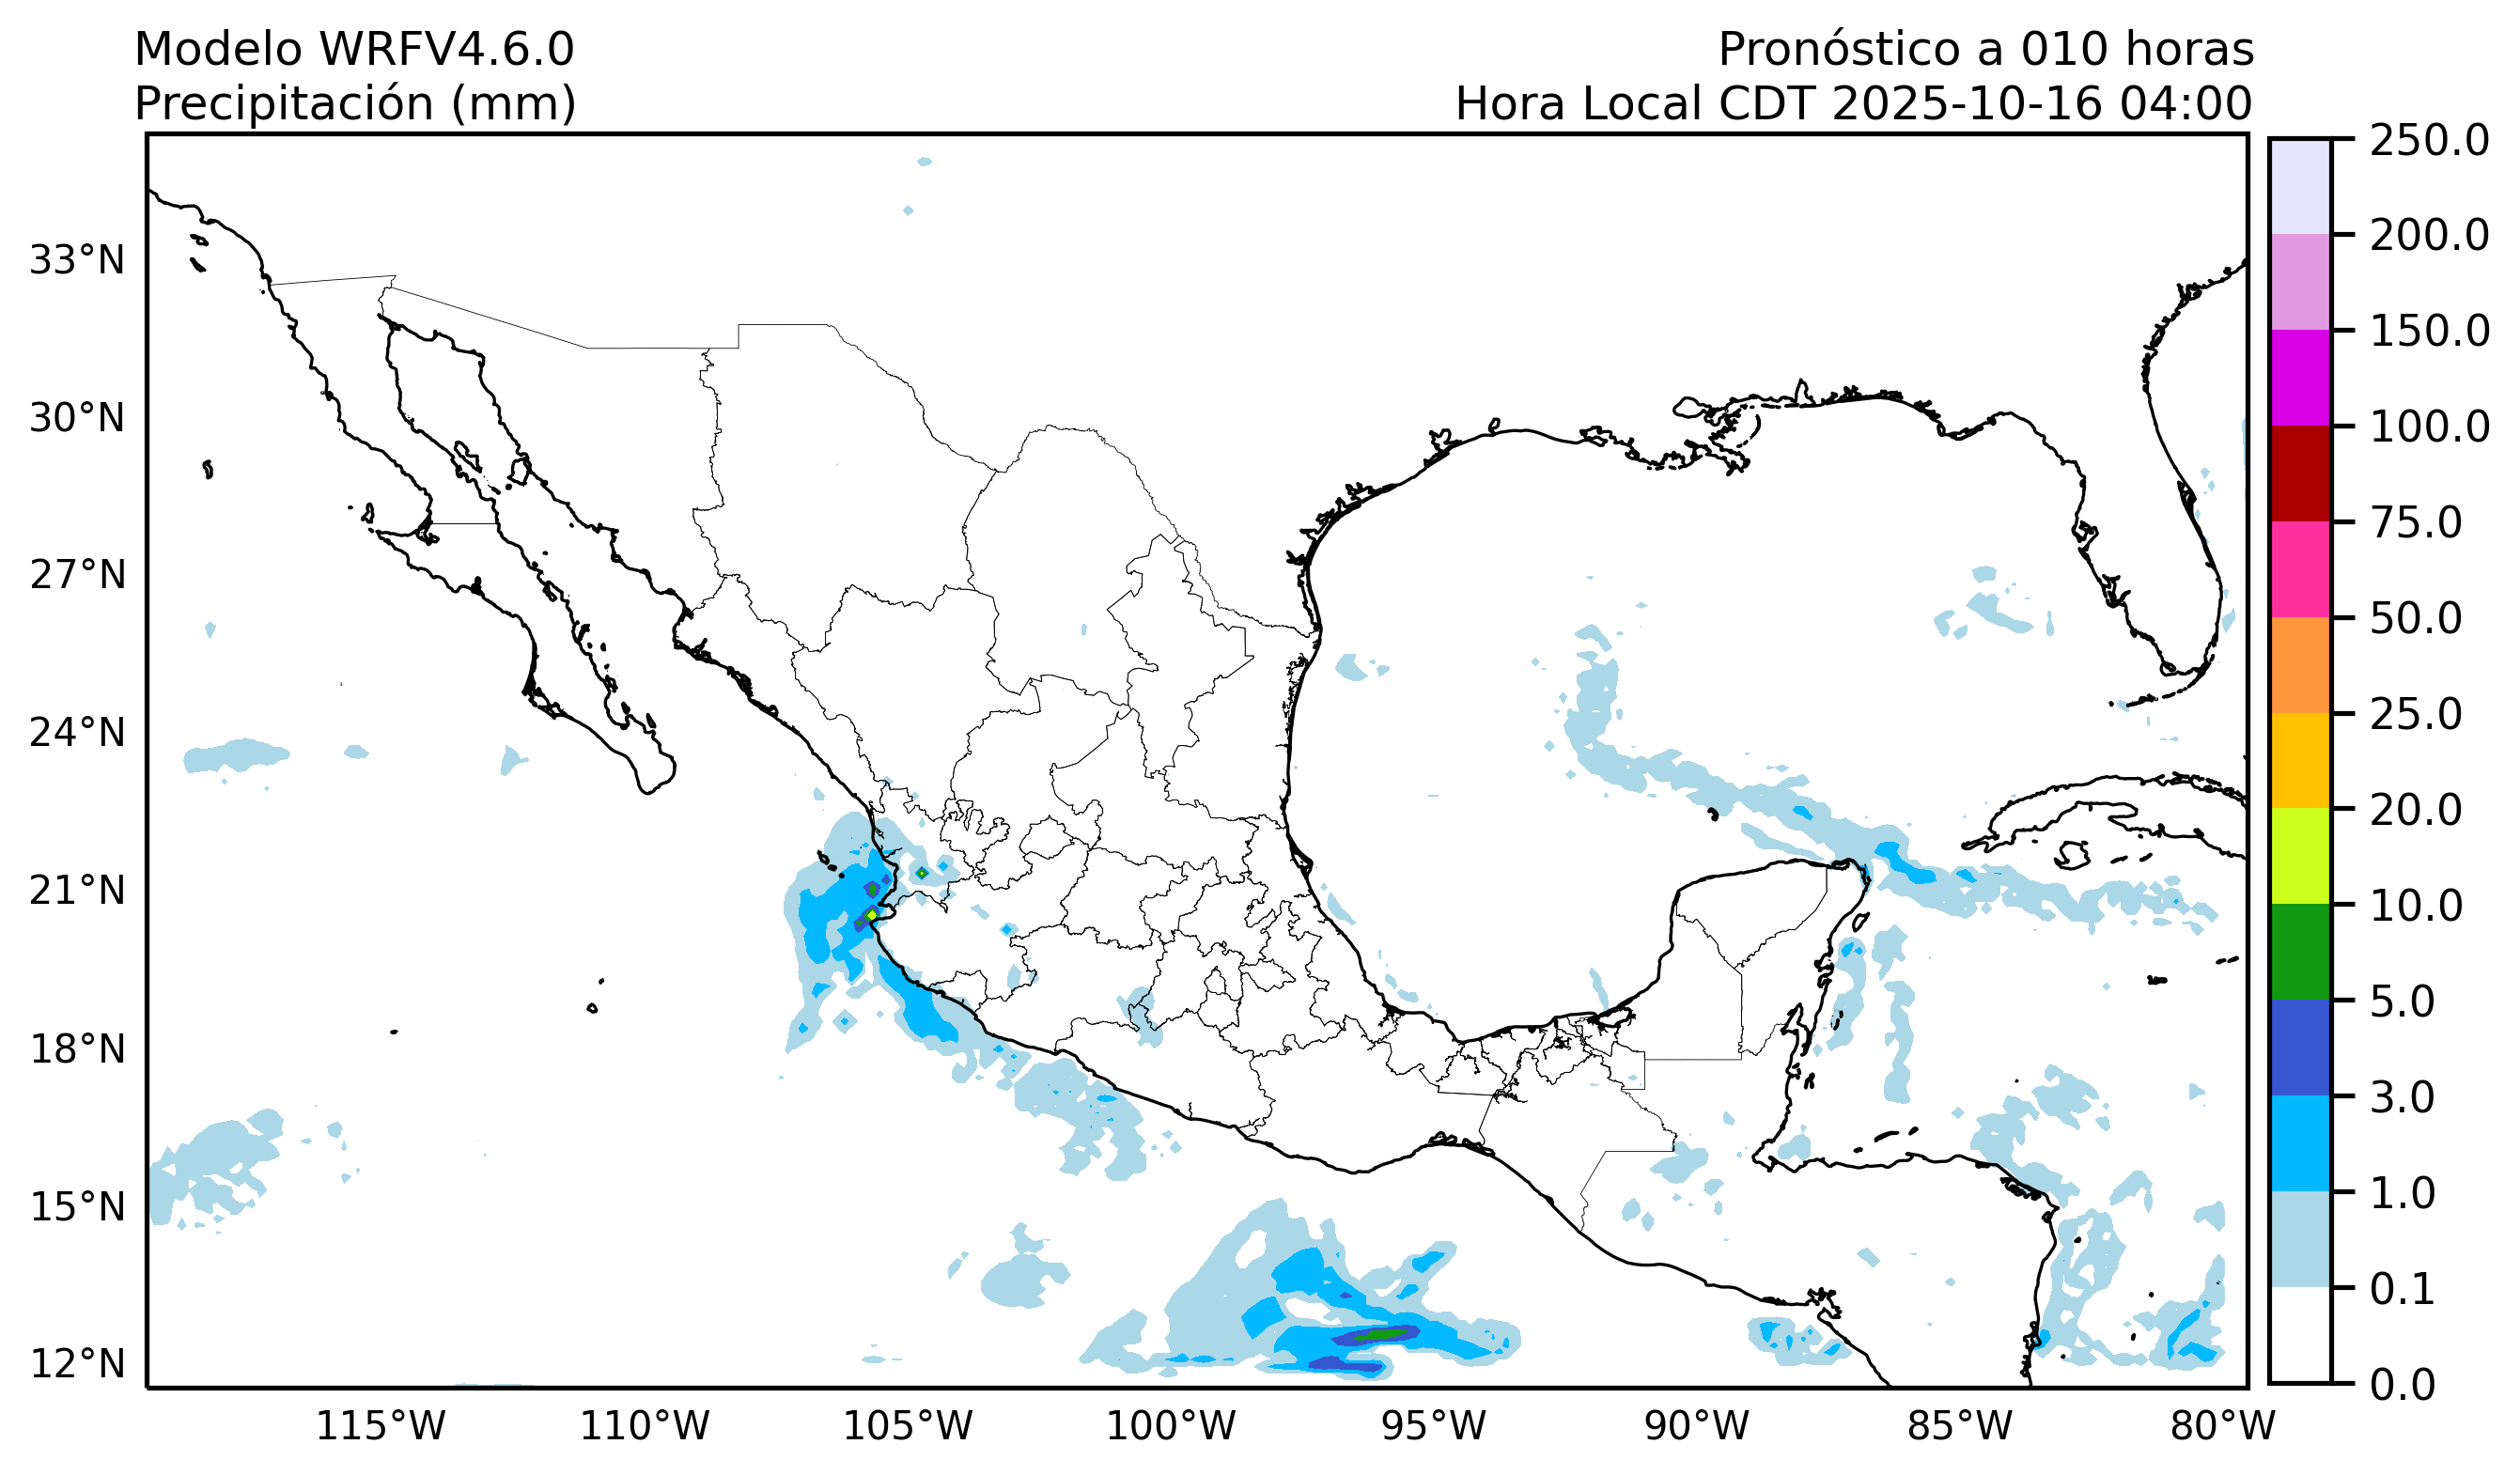 Modelo WRFV4.6.0
Precipitación (mm)
Pronóstico a 010 horas
Hora Local CDT 2025-10-16 04:00
33°N
30°N
27°N
24°N
21°N
18°N
15°N
12°N
115°W
110°W
105°W
100°W
95°W
90°W
85°W
80°W
250.0
200.0
150.0
100.0
75.0
50.0
25.0
20.0
10.0
5.0
3.0
1.0
0.1
0.0